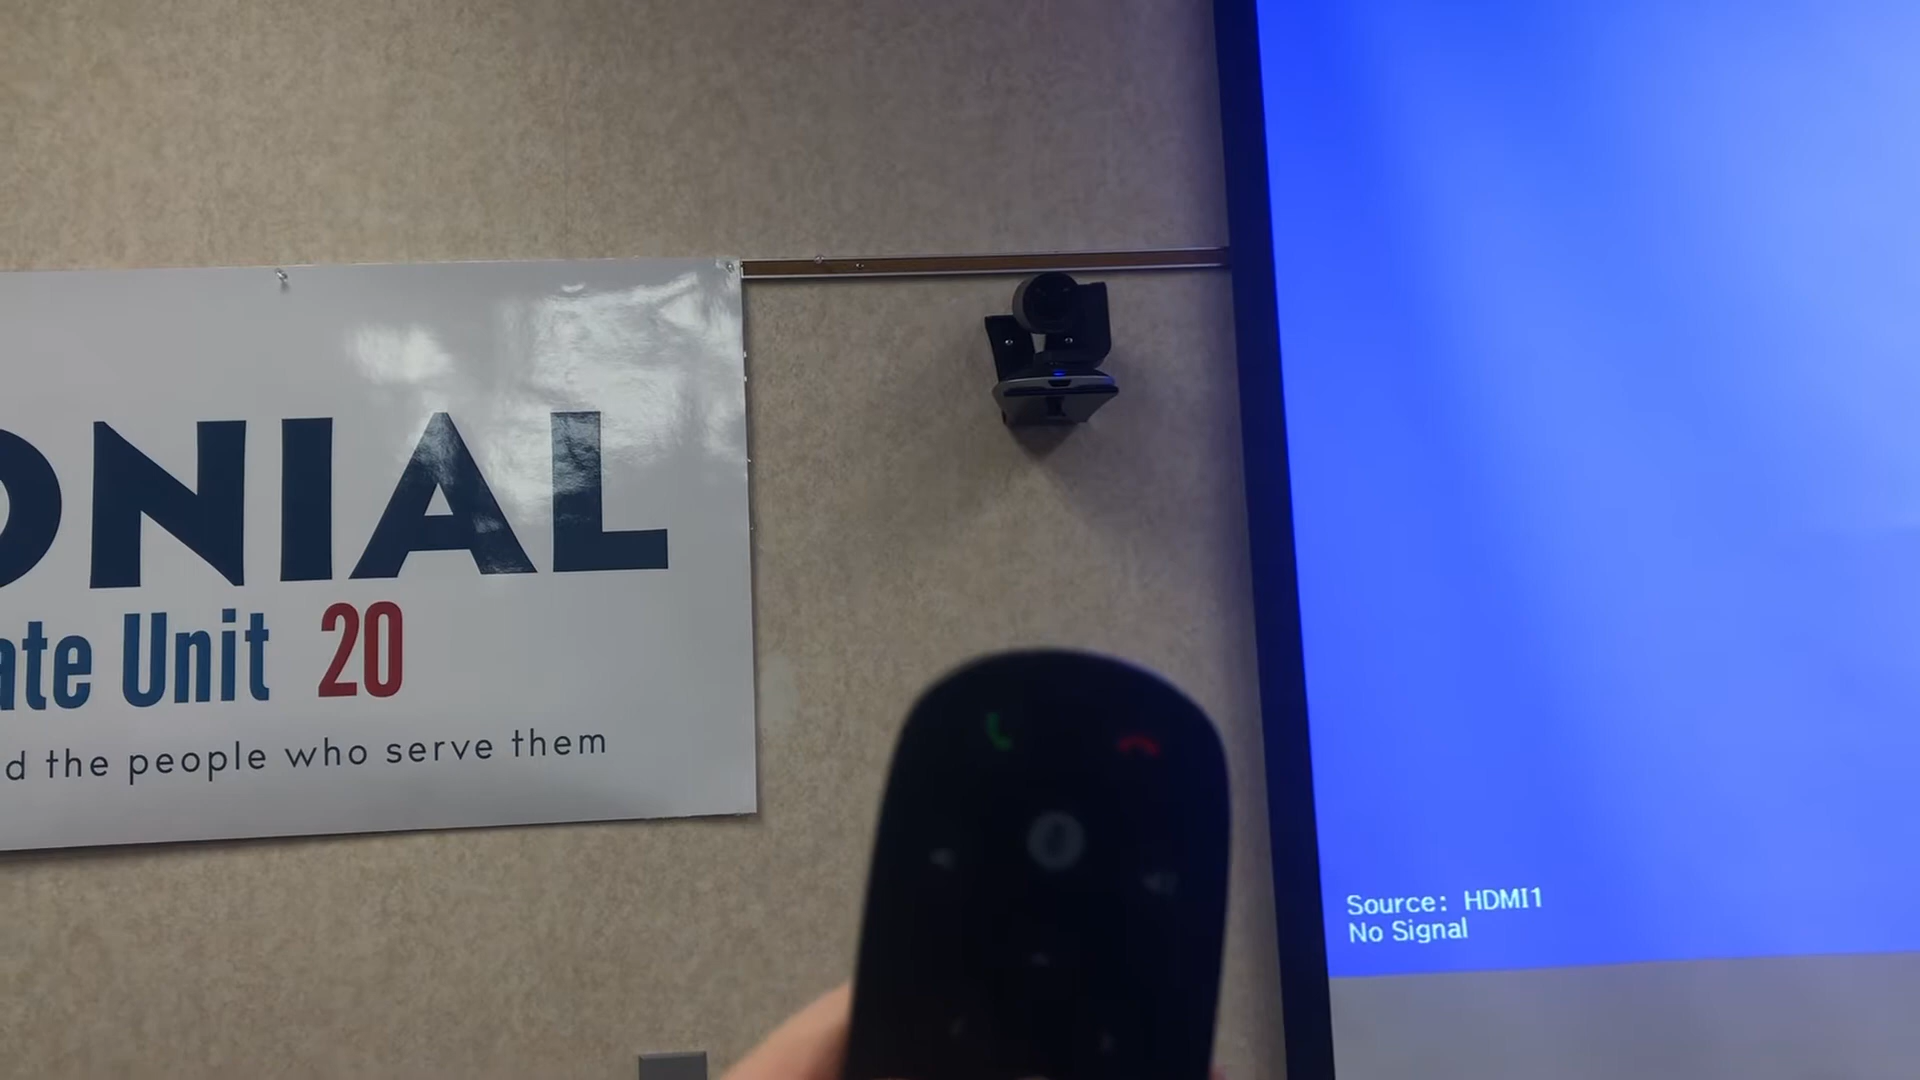 ONIAL
ate Unit 20
d the people who serve them
Source: HDMI1
No Signal